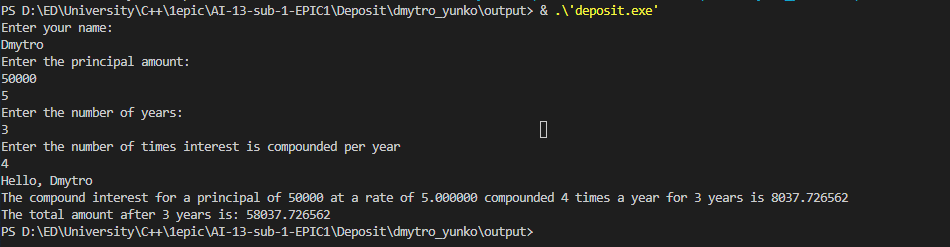 PS D:\ED\University\C++\1epic\AI-13-sub-1-EPIC1\Deposit\dmytro_yunko\output> & .\'deposit.exe'
Enter your name:
Dmytro
Enter the principal amount:
50000
5
Enter the number of years:
3
Enter the number of times interest is compounded per year
4
Hello, Dmytro
The compound interest for a principal of 50000 at a rate of 5.000000 compounded 4 times a year for 3 years is 8037.726562
The total amount after 3 years is: 58037.726562
PS D:\ED\University\C++\1epic\AI-13-sub-1-EPIC1\Deposit\dmytro_yunko\output>